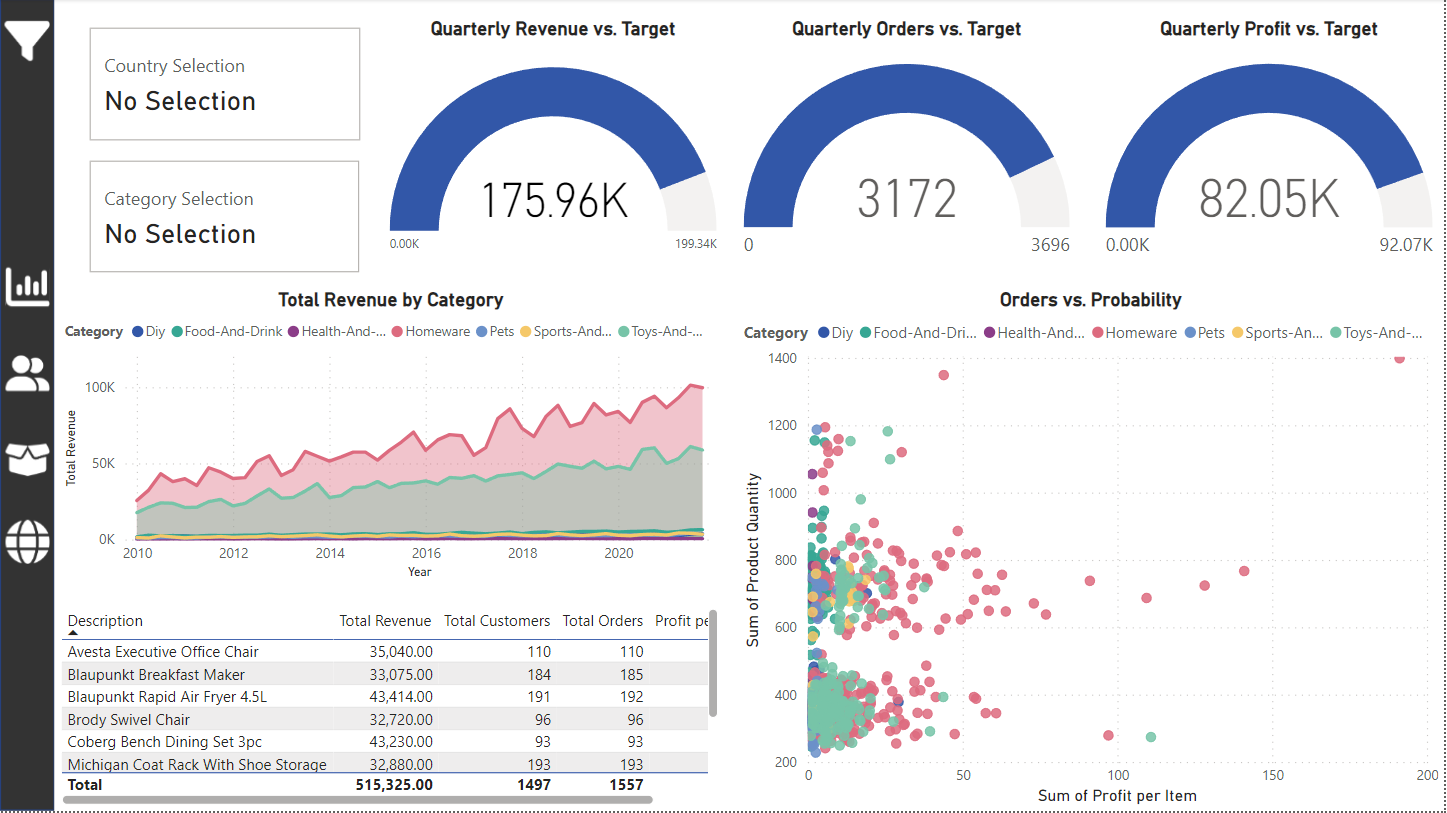 Country Selection
No Selection
Category Selection
No Selection
Quarterly Revenue vs. Target
175.96K
0.00K
199.34K
Quarterly Orders vs. Target
3172
0
3696
Quarterly Profit vs. Target
82.05K
0.00K
92.07K
Total Revenue by Category
Category Diy Food-And-Drink Health-And-... Homeware Pets Sports-And... Toys-And-...
Total Revenue
100K
50K
0K
2010 2012 2014 2016 2018 2020
Year
Description Total Revenue Total Customers Total Orders Profit pe
Avesta Executive Office Chair 35,040.00 110 110
Blaupunkt Breakfast Maker 33,075.00 184 185
Blaupunkt Rapid Air Fryer 4.5L 43,414.00 191 192
Brody Swivel Chair 32,720.00 96 96
Coberg Bench Dining Set 3pc 43,230.00 93 93
Michigan Coat Rack With Shoe Storage 32,880.00 193 193
Total 515,325.00 1497 1557
Orders vs. Probability
Category Diy Food-And-Dri... Health-And... Homeware Pets Sports-An... Toys-And-...
Sum of Product Quantity
1400
1200
1000
800
600
400
200
0 50 100 150 200
Sum of Profit per Item